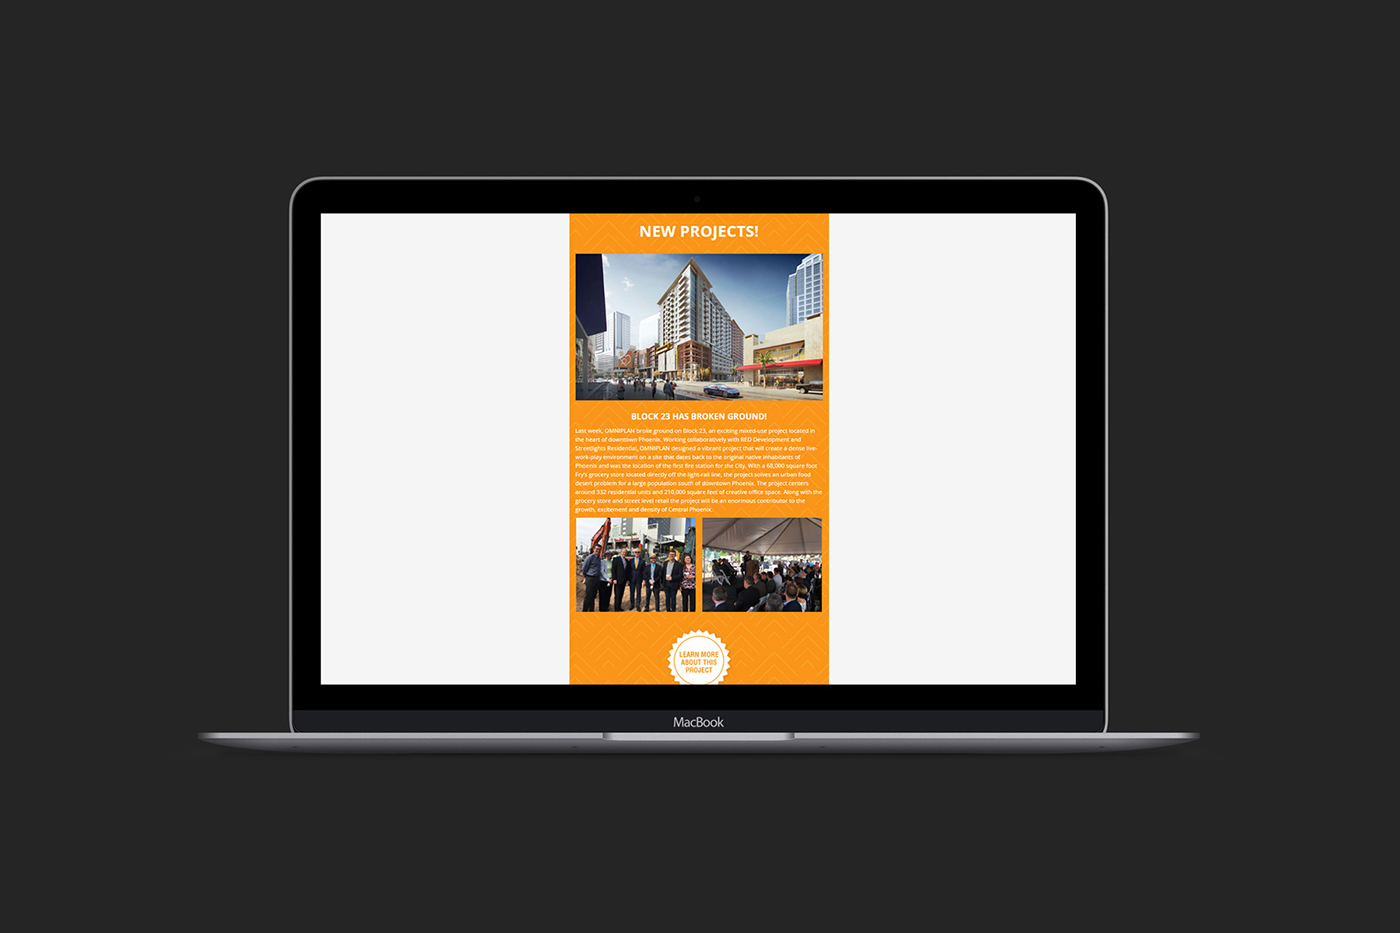 NEW PROJECTS!
BLOCK 23 HAS BROKEN GROUND!
Last week, OMNIPLAN broke ground on Block 23, an exciting mixed-use project located in
the heart of downtown Phoenix. Working collaboratively with RED Development and
Streetlights Residential, OMNIPLAN designed a vibrant project that will create a dense live-
work-play environment on a site that dates back to the original native inhabitants of
Phoenix and was the location of the first fire station for the City. With a 68,000 square foot
Fry's grocery store located directly off the light-rail line, the project solves an urban food
desert problem for a large population south of downtown Phoenix. The project centers
around 332 residential units and 210,000 square feet of creative office space. Along with the
grocery store and street level retail the project will be an enormous contributor to the
growth, excitement and density of Central Phoenix.
LEARN MORE
ABOUT THIS
PROJECT
MacBook